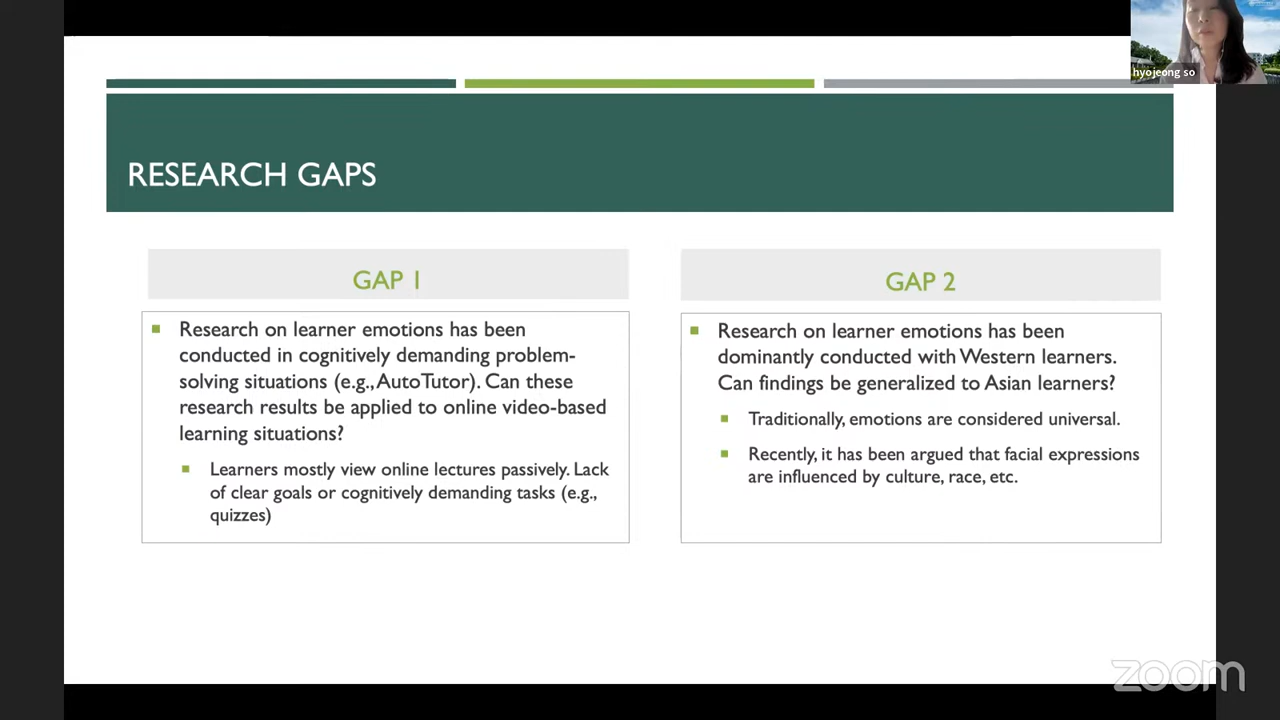 hyojeong so
RESEARCH GAPS
GAP 1
Research on learner emotions has been
conducted in cognitively demanding problem-
solving situations (e.g., AutoTutor). Can these
research results be applied to online video-based
learning situations?
Learners mostly view online lectures passively. Lack
of clear goals or cognitively demanding tasks (e.g.,
quizzes)
GAP 2
Research on learner emotions has been
dominantly conducted with Western learners.
Can findings be generalized to Asian learners?
Traditionally, emotions are considered universal.
Recently, it has been argued that facial expressions
are influenced by culture, race, etc.
zoom